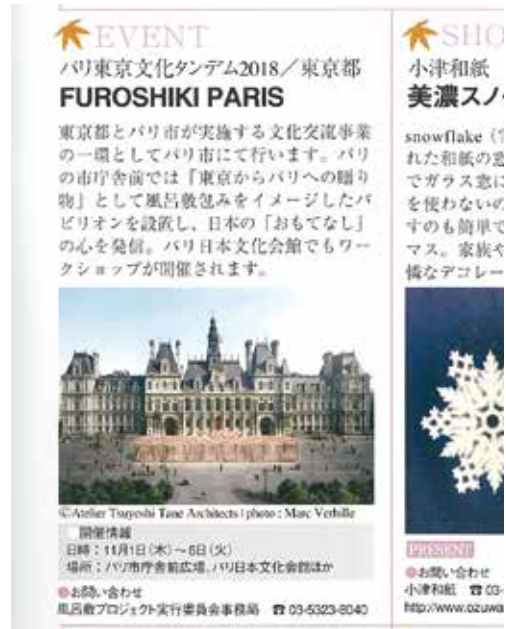 EVENT
パリ東京文化タンデム2018／東京都
FUROSHIKI PARIS
東京都とパリ市が実施する文化交流事業
の一環としてパリ市にて行います。パリ
の市庁舎前では「東京からパリへの贈り
物」として風呂敷包みをイメージしたパ
ビリオンを設置し、日本の「おもてなし」
の心を発信。パリ日本文化会館でもワー
クショップが開催されます。
©Atelier Tsuyoshi Tane Architects | photo : Marc Verhille
開催情報
日時：11月1日（木）～6日（火）
場所：パリ市庁舎前広場、パリ日本文化会館ほか
●お問い合わせ
風呂敷プロジェクト実行委員会事務局 ☎ 03-5323-8040
SHO
小津和紙
美濃スノ
snowflake
れた和紙の窓
でガラス窓に
を使わないの
すのも簡単で
マス。家族や
憐なデコレー
PRESENT
●お問い合わせ
小津和紙 ☎ 03-
http://www.ozuwa